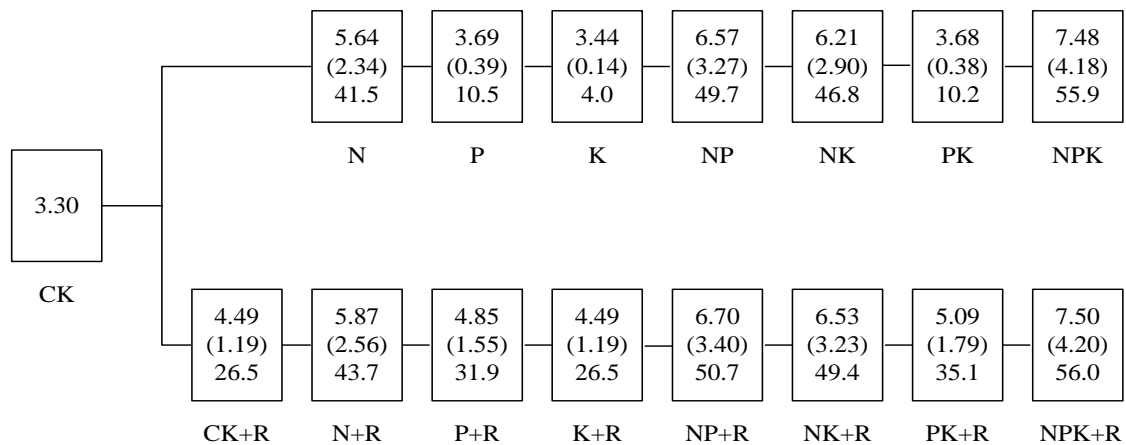 5.64 3.69 3.44 6.57 6.21 3.68 7.48
(2.34) (0.39) (0.14) (3.27) (2.90) (0.38) (4.18)
41.5 10.5 4.0 49.7 46.8 10.2 55.9
N P K NP NK PK NPK
3.30
CK
4.49 5.87 4.85 4.49 6.70 6.53 5.09 7.50
(1.19) (2.56) (1.55) (1.19) (3.40) (3.23) (1.79) (4.20)
26.5 43.7 31.9 26.5 50.7 49.4 35.1 56.0
CK+R N+R P+R K+R NP+R NK+R PK+R NPK+R